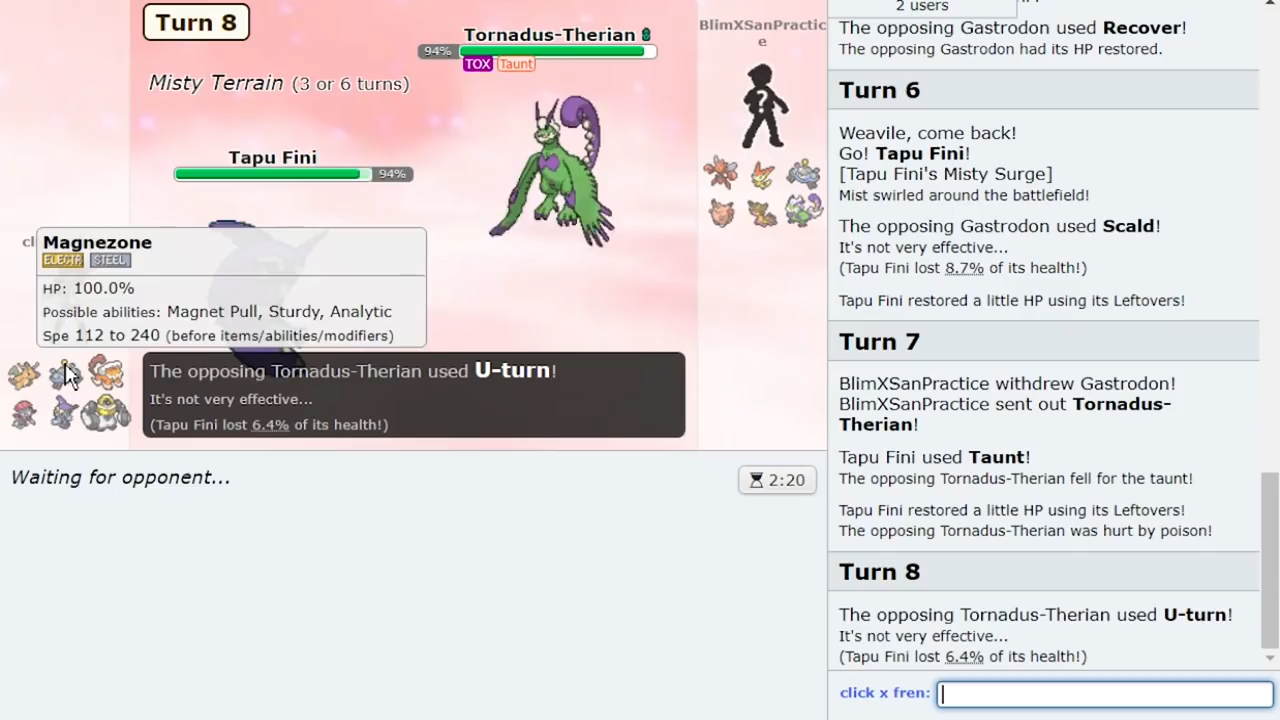 Turn 8
Tornadus-Therian
94%
TOX Taunt
Misty Terrain (3 or 6 turns)
Tapu Fini
94%
BlimXSanPractic
e
cl
Magnezone
ELECTR STEEL
HP: 100.0%
Possible abilities: Magnet Pull, Sturdy, Analytic
Spe 112 to 240 (before items/abilities/modifiers)
The opposing Tornadus-Therian used U-turn!
It's not very effective...
(Tapu Fini lost 6.4% of its health!)
Waiting for opponent...
2:20
2 users
The opposing Gastrodon used Recover!
The opposing Gastrodon had its HP restored.
Turn 6
Weavile, come back!
Go! Tapu Fini!
[Tapu Fini's Misty Surge]
Mist swirled around the battlefield!
The opposing Gastrodon used Scald!
It's not very effective...
(Tapu Fini lost 8.7% of its health!)
Tapu Fini restored a little HP using its Leftovers!
Turn 7
BlimXSanPractice withdrew Gastrodon!
BlimXSanPractice sent out Tornadus-
Therian!
Tapu Fini used Taunt!
The opposing Tornadus-Therian fell for the taunt!
Tapu Fini restored a little HP using its Leftovers!
The opposing Tornadus-Therian was hurt by poison!
Turn 8
The opposing Tornadus-Therian used U-turn!
It's not very effective...
(Tapu Fini lost 6.4% of its health!)
click x fren: